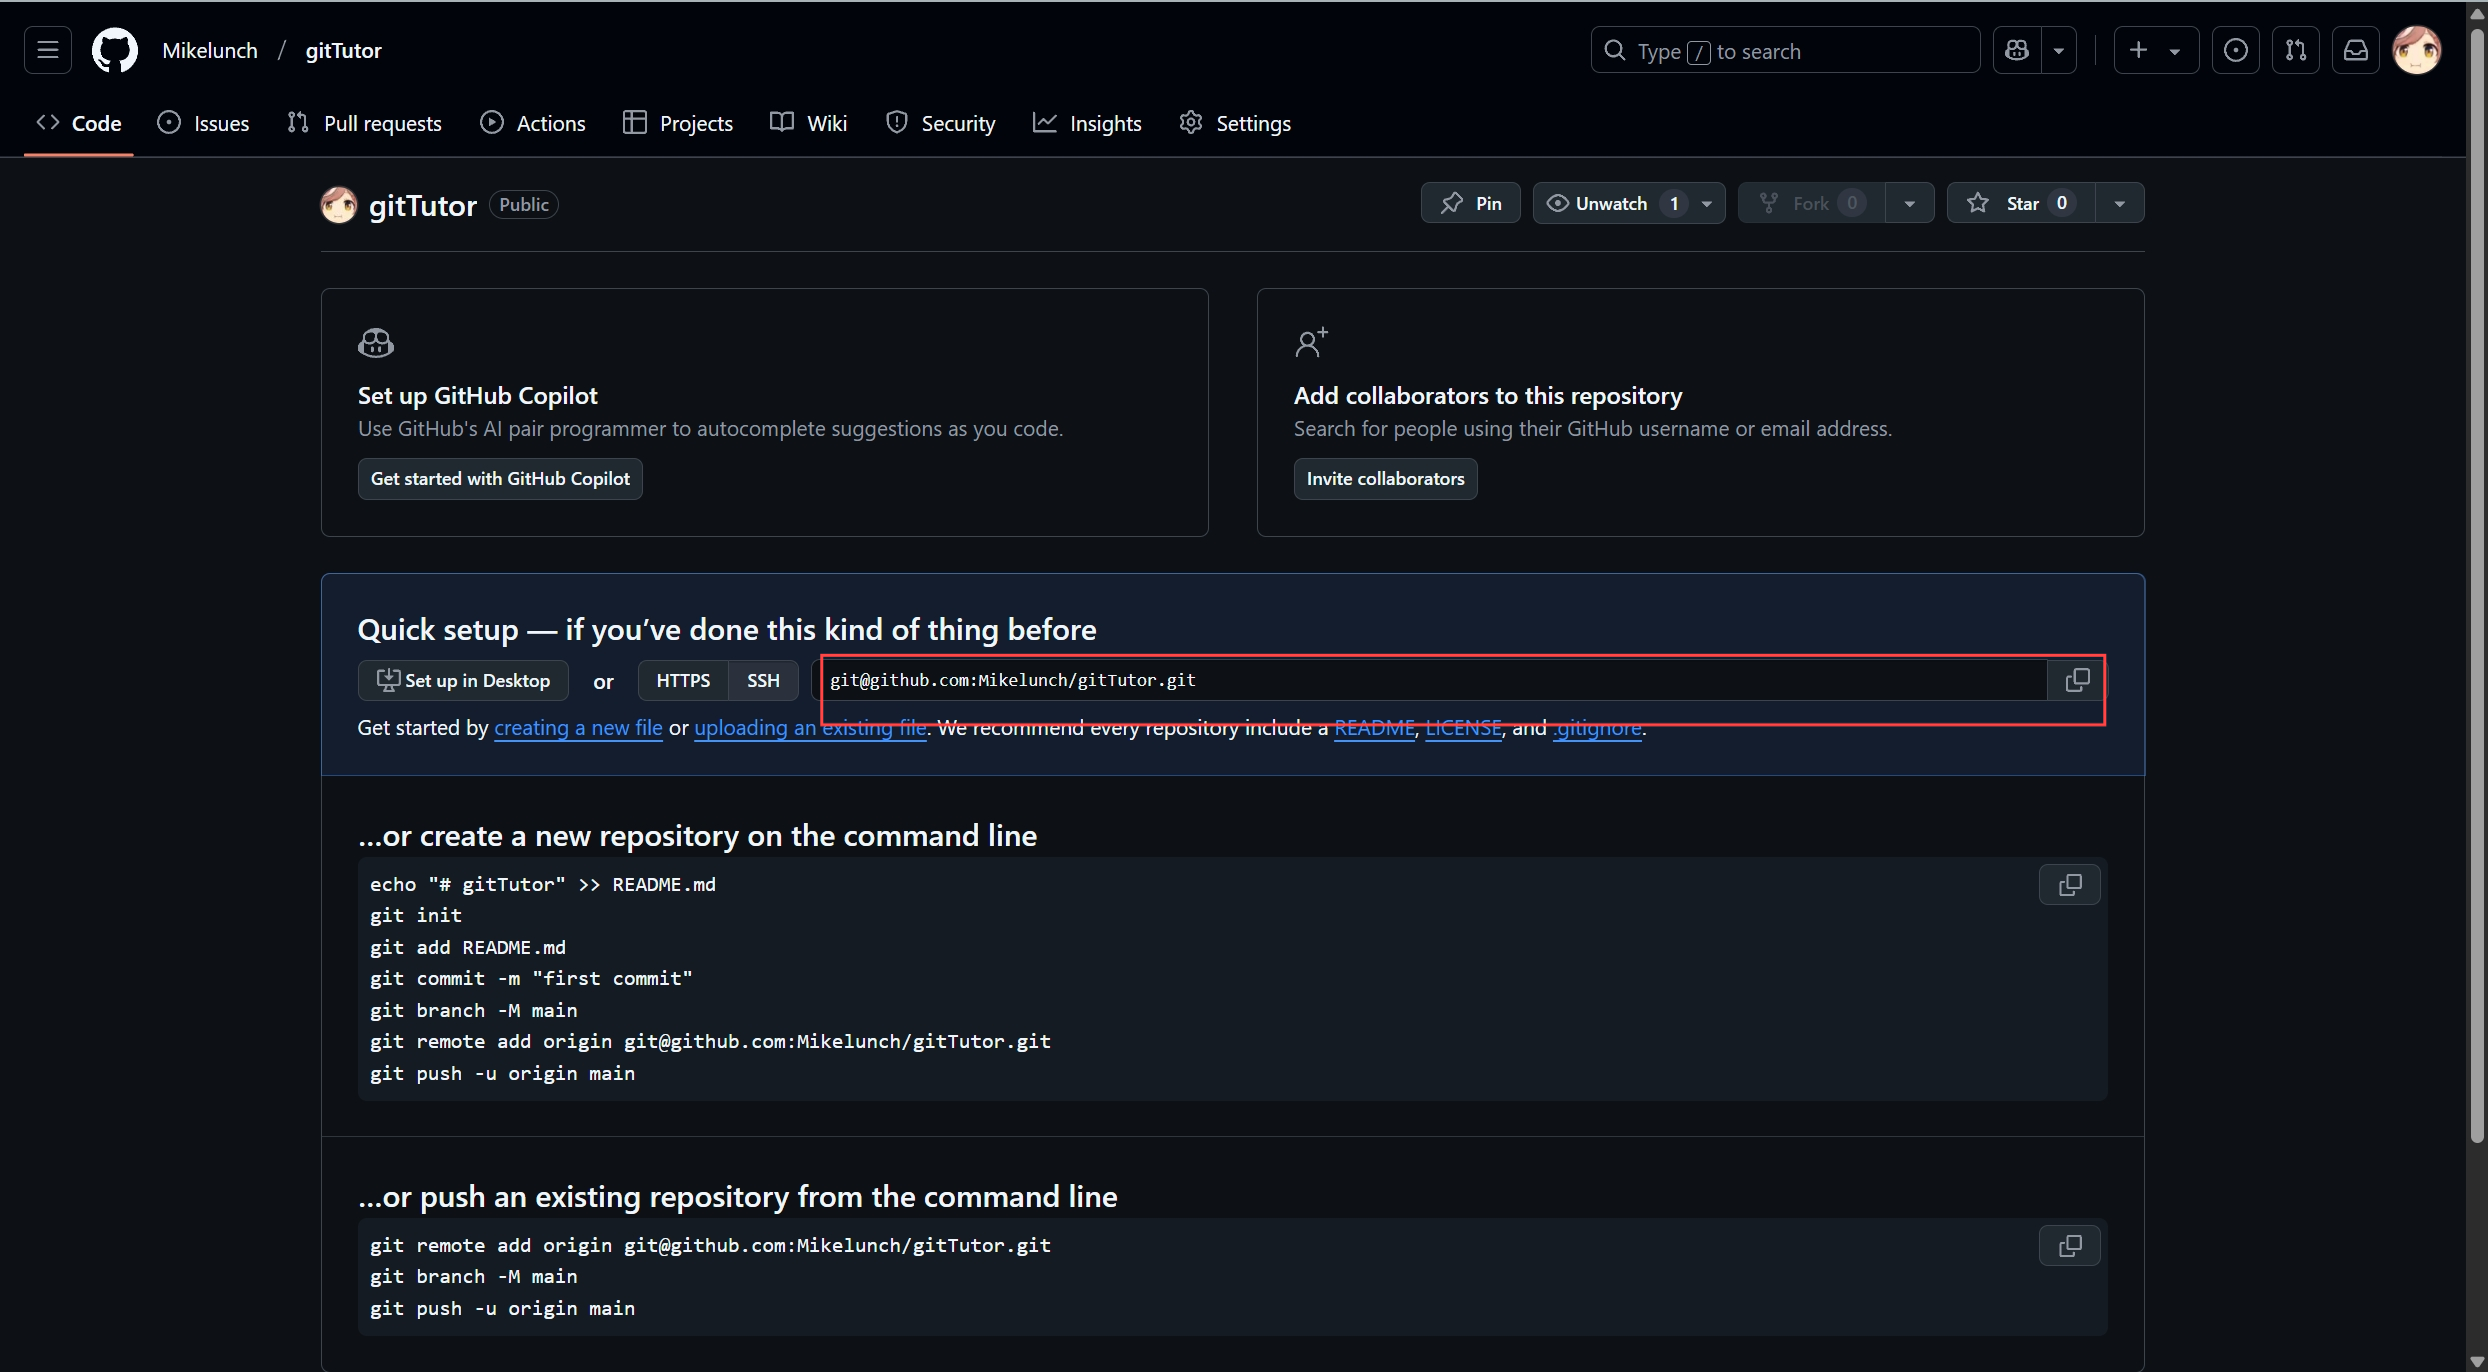 Mikelunch / gitTutor
Type / to search
Code Issues Pull requests Actions Projects Wiki Security Insights Settings
gitTutor Public
Pin Unwatch 1 Fork 0 Star 0
Set up GitHub Copilot
Use GitHub's AI pair programmer to autocomplete suggestions as you code.
Get started with GitHub Copilot
Add collaborators to this repository
Search for people using their GitHub username or email address.
Invite collaborators
Quick setup — if you’ve done this kind of thing before
Set up in Desktop or HTTPS SSH git@github.com:Mikelunch/gitTutor.git
Get started by creating a new file or uploading an existing file. We recommend every repository include a README, LICENSE, and .gitignore.
…or create a new repository on the command line
echo "# gitTutor" >> README.md
git init
git add README.md
git commit -m "first commit"
git branch -M main
git remote add origin git@github.com:Mikelunch/gitTutor.git
git push -u origin main
…or push an existing repository from the command line
git remote add origin git@github.com:Mikelunch/gitTutor.git
git branch -M main
git push -u origin main